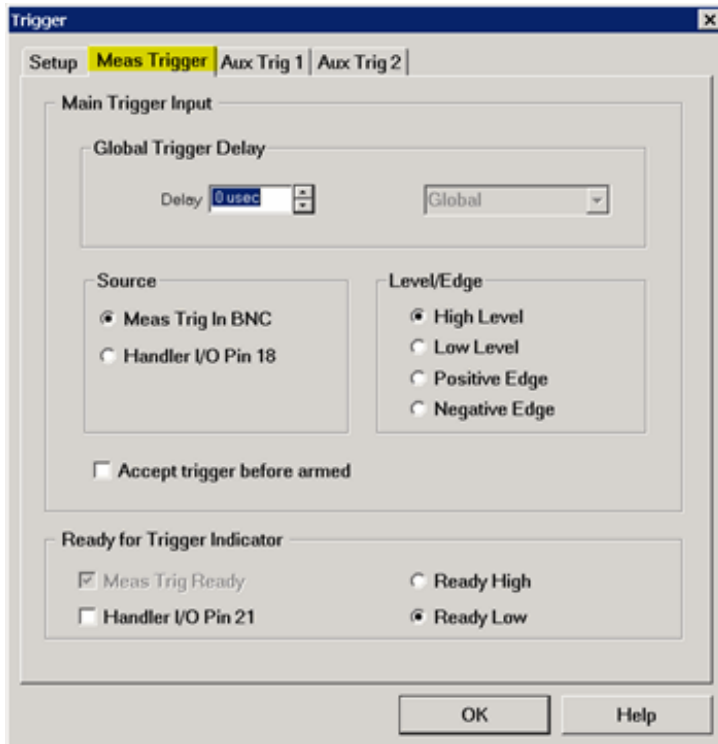 Trigger
Setup Meas Trigger Aux Trig 1 Aux Trig 2
Main Trigger Input
Global Trigger Delay
Delay 0 usec Global
Source
Meas Trig In BNC
Handler I/O Pin 18
Level/Edge
High Level
Low Level
Positive Edge
Negative Edge
Accept trigger before armed
Ready for Trigger Indicator
Meas Trig Ready
Handler I/O Pin 21
Ready High
Ready Low
OK Help